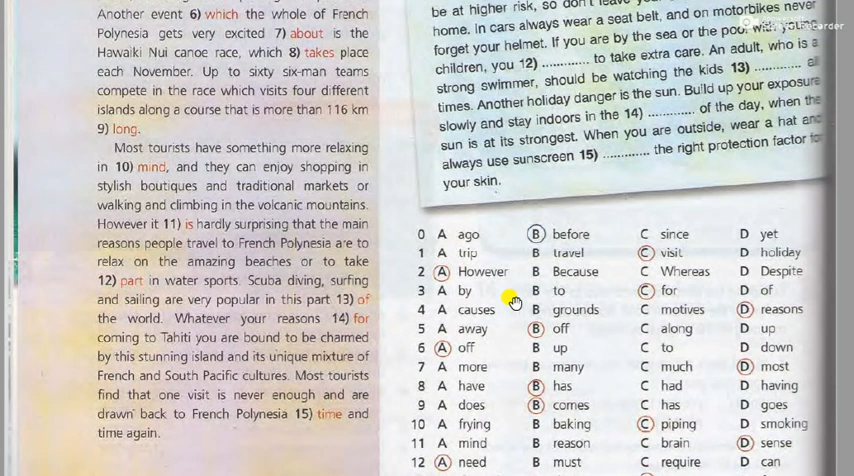 Another event 6) which the whole of French
Polynesia gets very excited 7) about is the
Hawaiki Nui canoe race, which 8) takes place
each November. Up to sixty six-man teams
compete in the race which visits four different
islands along a course that is more than 116 km
9) long.
Most tourists have something more relaxing
in 10) mind, and they can enjoy shopping in
stylish boutiques and traditional markets or
walking and climbing in the volcanic mountains.
However it 11) is hardly surprising that the main
reasons people travel to French Polynesia are to
relax on the amazing beaches or to take
12) part in water sports. Scuba diving, surfing
and sailing are very popular in this part 13) of
the world. Whatever your reasons 14) for
coming to Tahiti you are bound to be charmed
by this stunning island and its unique mixture of
French and South Pacific cultures. Most tourists
find that one visit is never enough and are
drawn back to French Polynesia 15) time and
time again.
be at higher risk, so don't leave
home. In cars always wear a seat belt, and on motorbikes never
forget your helmet. If you are by the sea or the pool with
children, you 12) ............ to take extra care. An adult, who is a
strong swimmer, should be watching the kids 13) ............ all
times. Another holiday danger is the sun. Build up your exposure
slowly and stay indoors in the 14) ............ of the day, when the
sun is at its strongest. When you are outside, wear a hat and
always use sunscreen 15) ............ the right protection factor for
your skin.
0 A ago B before C since D yet
1 A trip B travel C visit D holiday
2 A However B Because C Whereas D Despite
3 A by B to C for D of
4 A causes B grounds C motives D reasons
5 A away B off C along D up
6 A off B up C to D down
7 A more B many C much D most
8 A have B has C had D having
9 A does B comes C has D goes
10 A frying B baking C piping D smoking
11 A mind B reason C brain D sense
12 A need B must C require D can